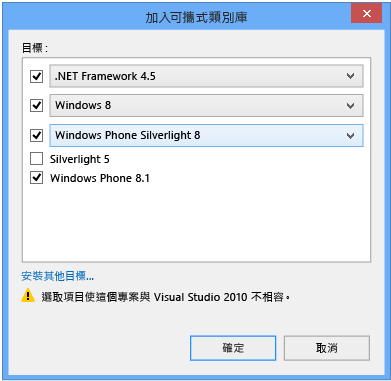 加入可攜式類別庫
目標：
.NET Framework 4.5
Windows 8
Windows Phone Silverlight 8
Silverlight 5
Windows Phone 8.1
安裝其他目標...
選取項目使這個專案與 Visual Studio 2010 不相容。
確定
取消